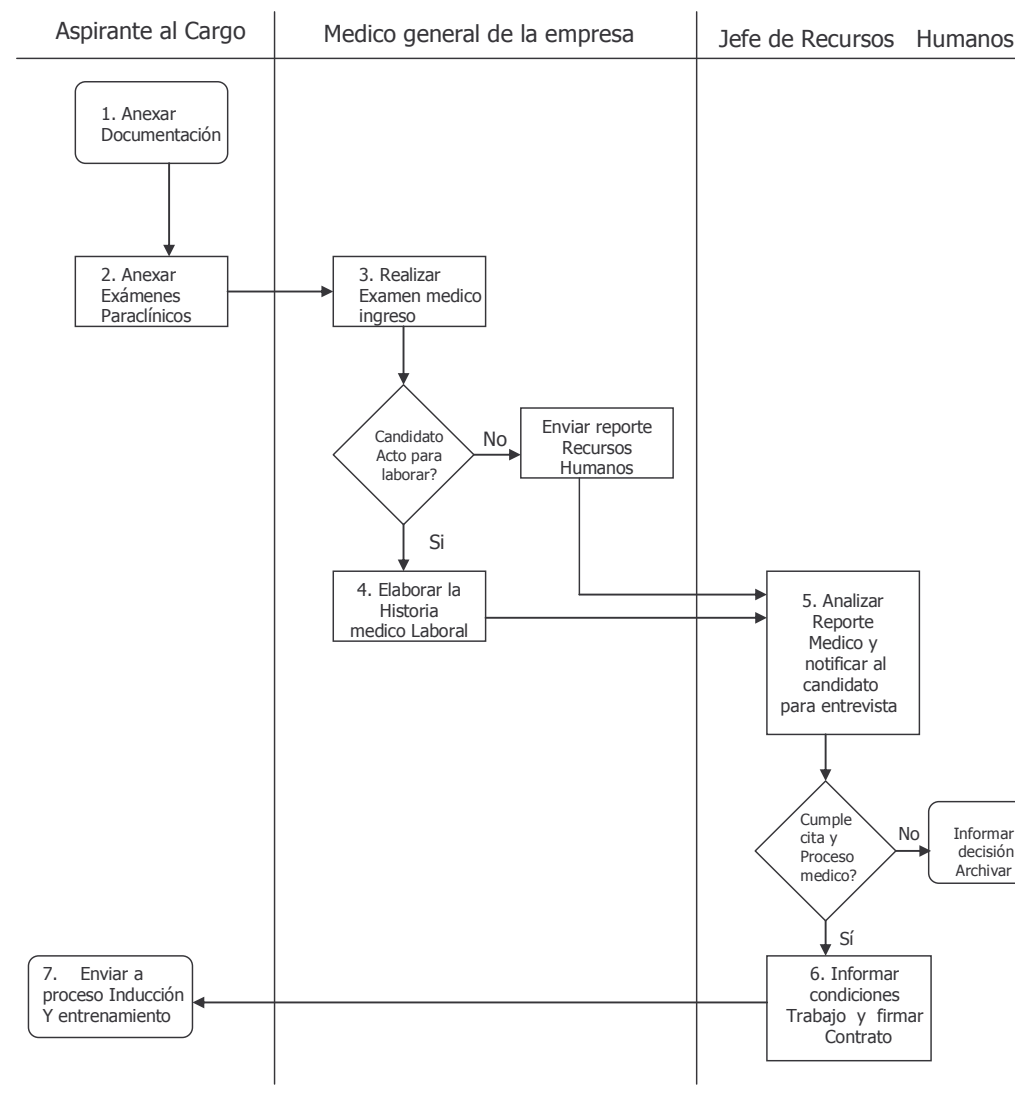 Aspirante al Cargo
Medico general de la empresa
Jefe de Recursos Humanos
1. Anexar
Documentación
2. Anexar
Exámenes
Paraclínicos
3. Realizar
Examen medico
ingreso
Candidato
Acto para
laborar?
No
Enviar reporte
Recursos
Humanos
Si
4. Elaborar la
Historia
medico Laboral
5. Analizar
Reporte
Medico y
notificar al
candidato
para entrevista
Cumple
cita y
Proceso
medico?
No
Informar
decisión
Archivar
Sí
6. Informar
condiciones
Trabajo y firmar
Contrato
7. Enviar a
proceso Inducción
Y entrenamiento